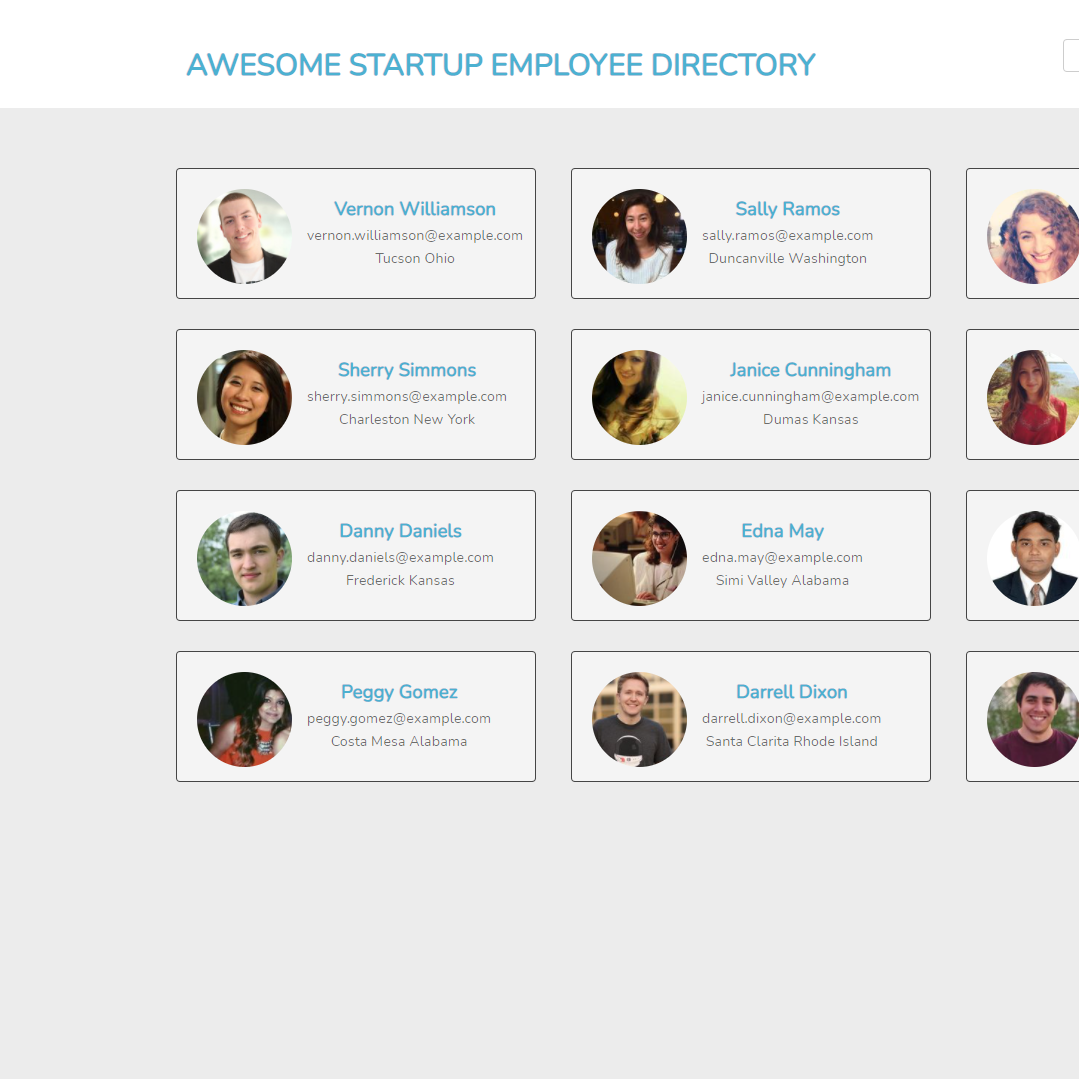 AWESOME STARTUP EMPLOYEE DIRECTORY
Vernon Williamson
vernon.williamson@example.com
Tucson Ohio
Sally Ramos
sally.ramos@example.com
Duncanville Washington
Sherry Simmons
sherry.simmons@example.com
Charleston New York
Janice Cunningham
janice.cunningham@example.com
Dumas Kansas
Danny Daniels
danny.daniels@example.com
Frederick Kansas
Edna May
edna.may@example.com
Simi Valley Alabama
Peggy Gomez
peggy.gomez@example.com
Costa Mesa Alabama
Darrell Dixon
darrell.dixon@example.com
Santa Clarita Rhode Island